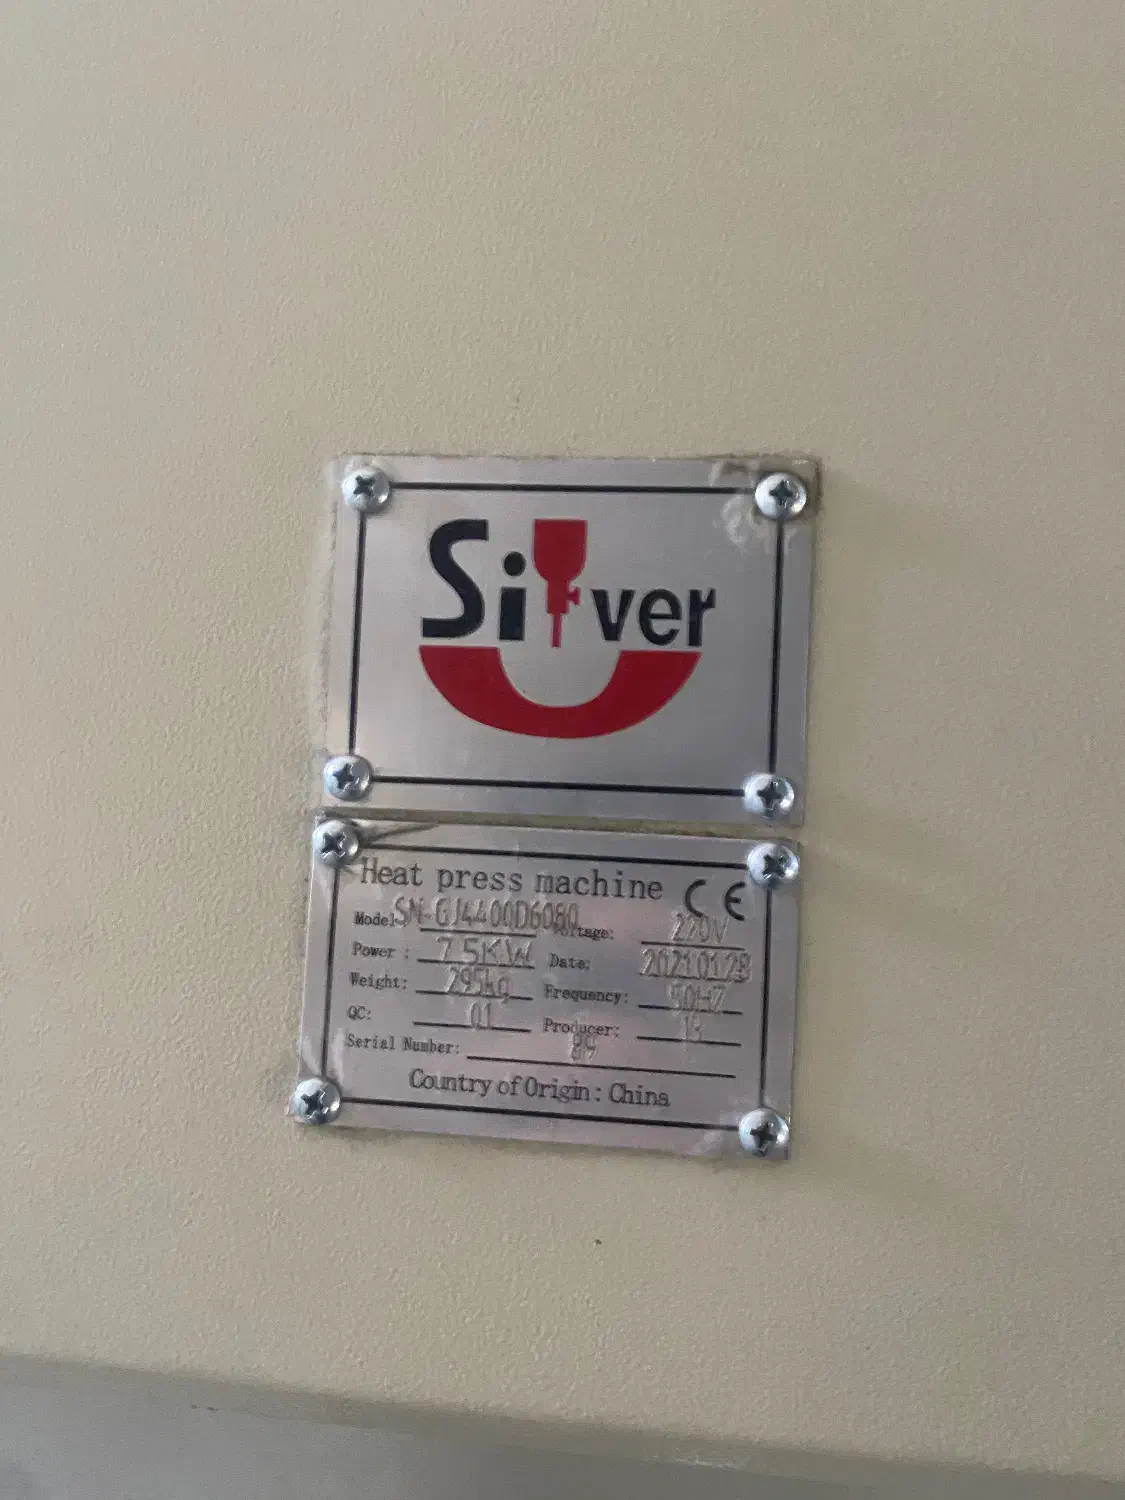 Silver
Heat press machine CE
Model: SN-GJ4400D6080 Voltage: 220V
Power: 7.5KW Date: 20210128
Weight: 295kg Frequency: 50HZ
QC: 01 Producer:
Serial Number:
Country of Origin: China